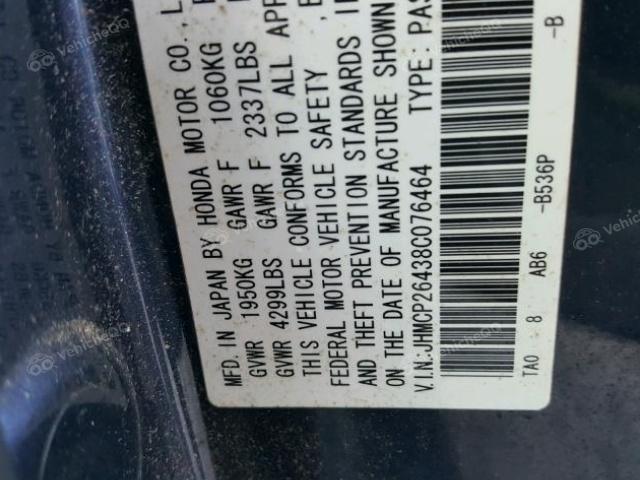 MFD. IN JAPAN BY HONDA MOTOR CO., L
GVWR 1950KG GAWR F 1060KG
GVWR 4299LBS GAWR F 2337LBS
THIS VEHICLE CONFORMS TO ALL APP
FEDERAL MOTOR VEHICLE SAFETY
AND THEFT PREVENTION STANDARDS I
ON THE DATE OF MANUFACTURE SHOWN
V.I.N.:JHMCP26438C076464 TYPE: PAS
TA0 8 AB6 -B536P -B